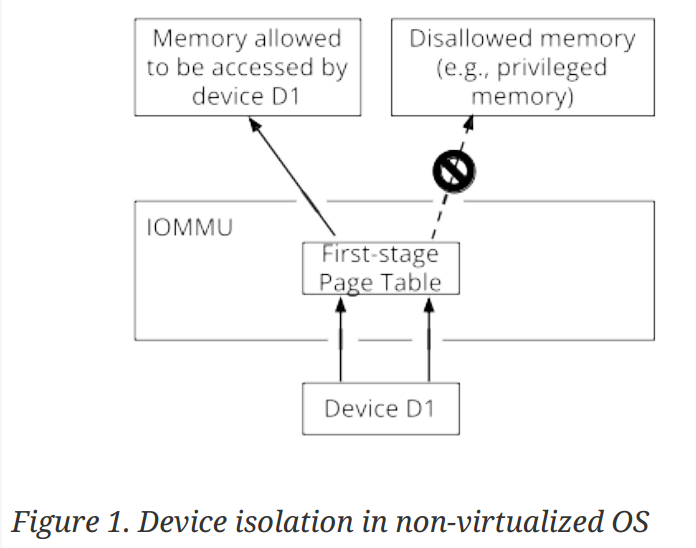 Memory allowed
to be accessed by
device D1
Disallowed memory
(e.g., privileged
memory)
IOMMU
First-stage
Page Table
Device D1
Figure 1. Device isolation in non-virtualized OS